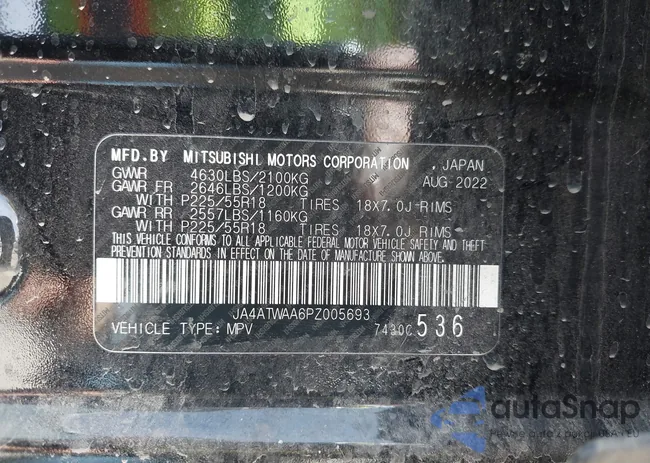 MFD.BY MITSUBISHI MOTORS CORPORATION , JAPAN
GVWR 4630LBS/2100KG AUG-2022
GAWR FR 2646LBS/1200KG
WITH P225/55R18 TIRES 18X7.0J-RIMS
GAWR RR 2557LBS/1160KG
WITH P225/55R18 TIRES 18X7.0J-RIMS
THIS VEHICLE CONFORMS TO ALL APPLICABLE FEDERAL MOTOR VEHICLE SAFETY AND THEFT
PREVENTION STANDARDS IN EFFECT ON THE DATE OF MANUFACTURE SHOWN ABOVE.
JA4ATWAA6PZ005693
VEHICLE TYPE: MPV 7430C 536
autoSnap